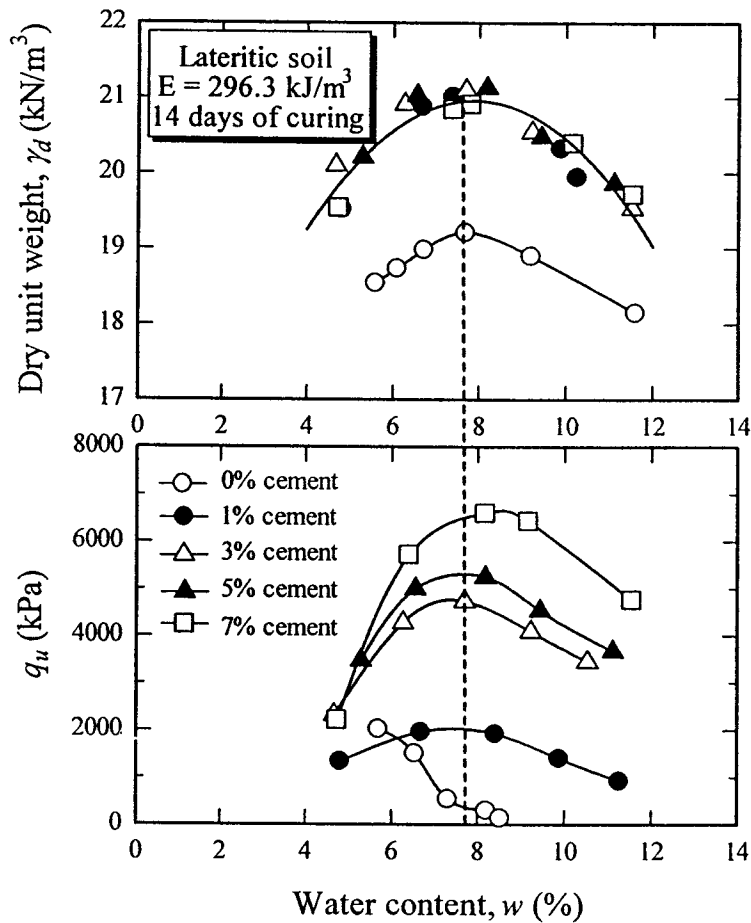 22
21
20
19
18
17
Dry unit weight, γd (kN/m³)
Lateritic soil
E = 296.3 kJ/m³
14 days of curing
0 2 4 6 8 10 12 14
8000
6000
4000
2000
0
qu (kPa)
0% cement
1% cement
3% cement
5% cement
7% cement
0 2 4 6 8 10 12 14
Water content, w (%)